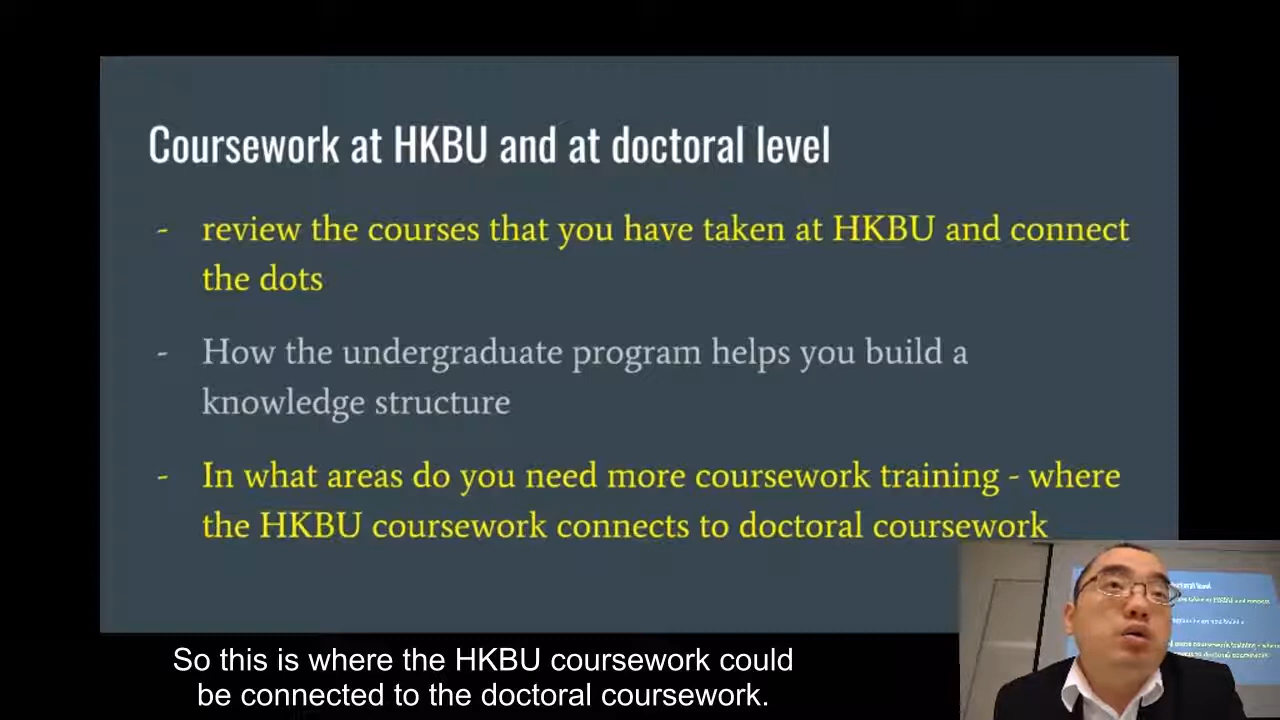 Coursework at HKBU and at doctoral level
- review the courses that you have taken at HKBU and connect
the dots
- How the undergraduate program helps you build a
knowledge structure
- In what areas do you need more coursework training - where
the HKBU coursework connects to doctoral coursework
So this is where the HKBU coursework could
be connected to the doctoral coursework.